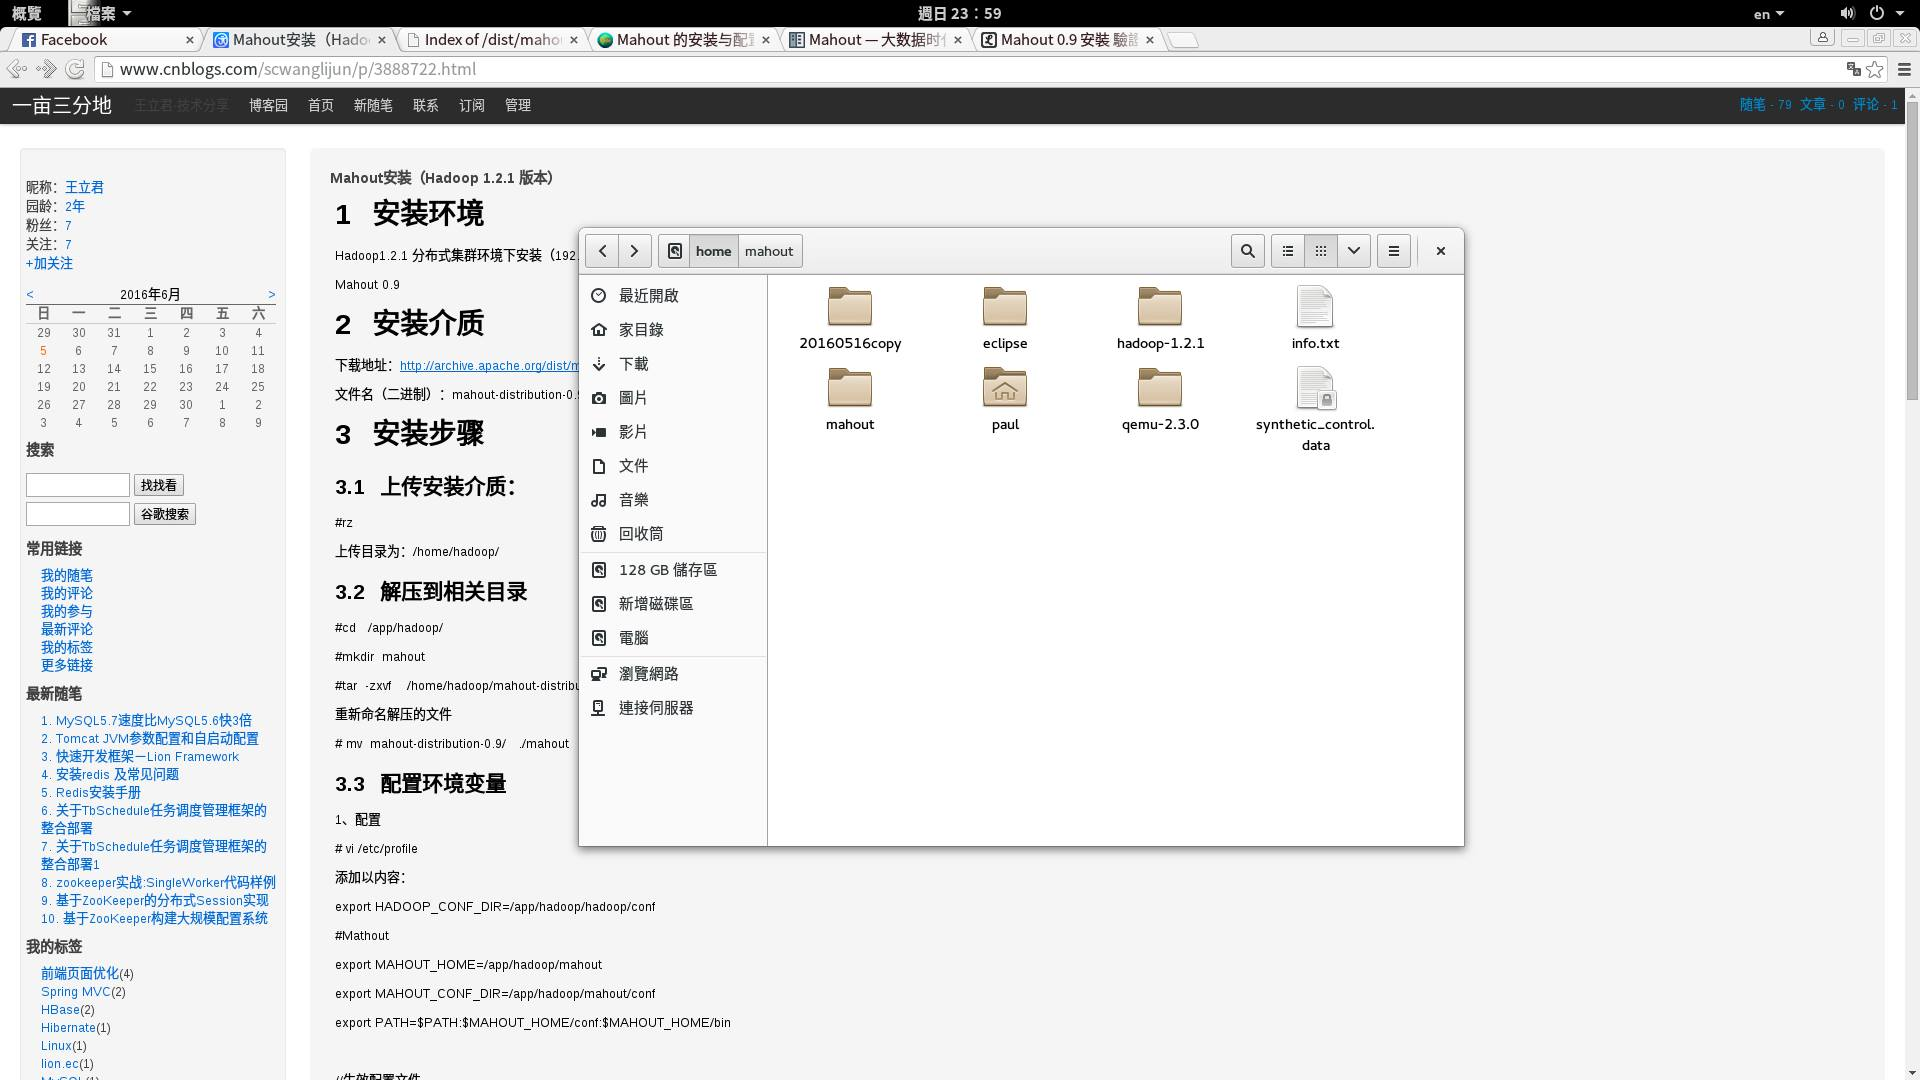 概覽 檔案 週日 23：59 en
Facebook Mahout安装（Hado Index of /dist/maho Mahout 的安装与配 Mahout — 大数据时 Mahout 0.9 安裝 驗
www.cnblogs.com/scwanglijun/p/3888722.html
一亩三分地 王立君-技术分享 博客园 首页 新随笔 联系 订阅 管理 随笔 - 79 文章 - 0 评论 - 1
昵称：王立君
园龄：2年
粉丝：7
关注：7
+加关注
< 2016年6月 >
日 一 二 三 四 五 六
29 30 31 1 2 3 4
5 6 7 8 9 10 11
12 13 14 15 16 17 18
19 20 21 22 23 24 25
26 27 28 29 30 1 2
3 4 5 6 7 8 9
搜索
找找看
谷歌搜索
常用链接
我的随笔
我的评论
我的参与
最新评论
我的标签
更多链接
最新随笔
1. MySQL5.7速度比MySQL5.6快3倍
2. Tomcat JVM参数配置和自启动配置
3. 快速开发框架－Lion Framework
4. 安装redis 及常见问题
5. Redis安装手册
6. 关于TbSchedule任务调度管理框架的
整合部署
7. 关于TbSchedule任务调度管理框架的
整合部署1
8. zookeeper实战:SingleWorker代码样例
9. 基于ZooKeeper的分布式Session实现
10. 基于ZooKeeper构建大规模配置系统
我的标签
前端页面优化(4)
Spring MVC(2)
HBase(2)
Hibernate(1)
Linux(1)
lion.ec(1)
MySQL(1)
Mahout安装（Hadoop 1.2.1 版本）
1 安装环境
Hadoop1.2.1 分布式集群环境下安装（192.
Mahout 0.9
2 安装介质
下载地址：http://archive.apache.org/dist/m
文件名（二进制）：mahout-distribution-0.
3 安装步骤
3.1 上传安装介质：
#rz
上传目录为：/home/hadoop/
3.2 解压到相关目录
#cd /app/hadoop/
#mkdir mahout
#tar -zxvf /home/hadoop/mahout-distribu
重新命名解压的文件
# mv mahout-distribution-0.9/ ./mahout
3.3 配置环境变量
1、配置
# vi /etc/profile
添加以内容：
export HADOOP_CONF_DIR=/app/hadoop/hadoop/conf
#Mathout
export MAHOUT_HOME=/app/hadoop/mahout
export MAHOUT_CONF_DIR=/app/hadoop/mahout/conf
export PATH=$PATH:$MAHOUT_HOME/conf:$MAHOUT_HOME/bin
//生效配置文件
home mahout
最近開啟
家目錄
下載
圖片
影片
文件
音樂
回收筒
128 GB 儲存區
新增磁碟區
電腦
瀏覽網路
連接伺服器
20160516copy eclipse hadoop-1.2.1 info.txt
mahout paul qemu-2.3.0 synthetic_control.
data